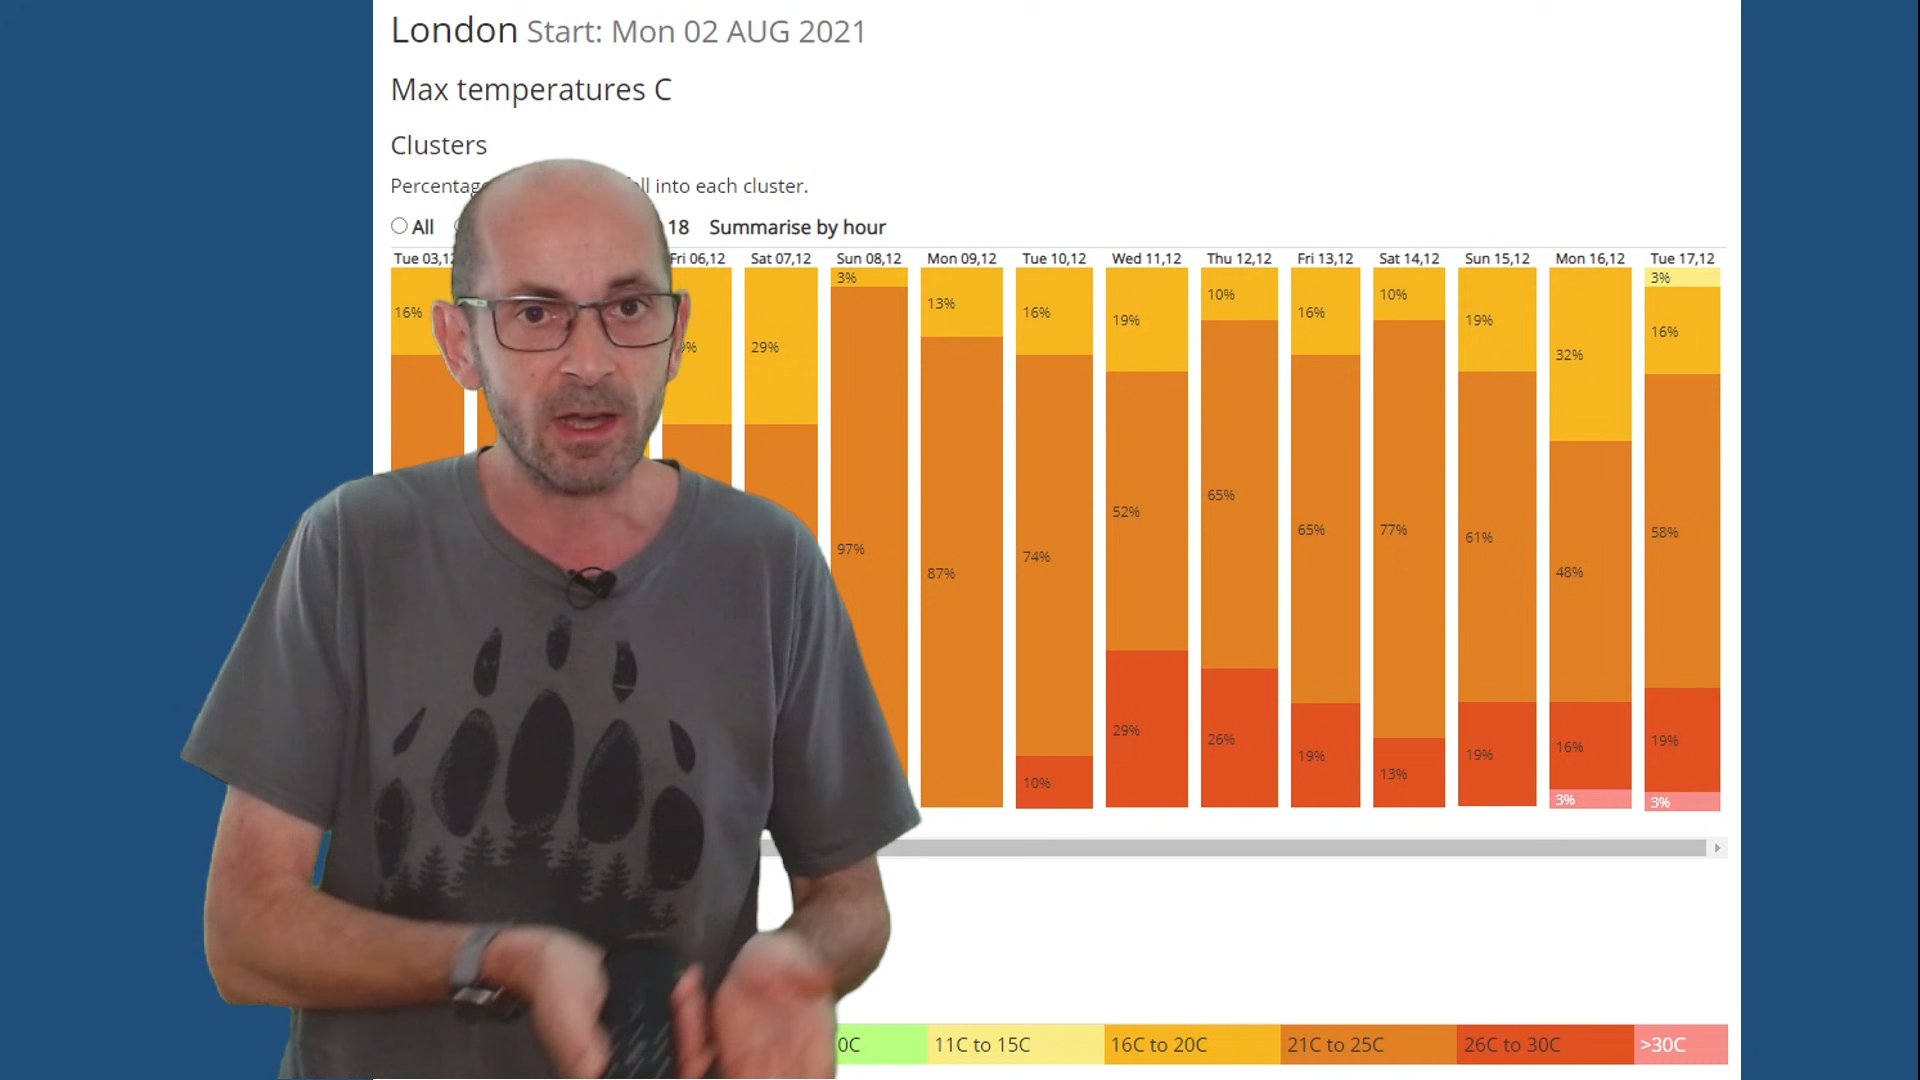 London Start: Mon 02 AUG 2021
Max temperatures C
Clusters
into each cluster.
All 18 Summarise by hour
Tue 03,12 Fri 06,12 Sat 07,12 Sun 08,12 Mon 09,12 Tue 10,12 Wed 11,12 Thu 12,12 Fri 13,12 Sat 14,12 Sun 15,12 Mon 16,12 Tue 17,12
3% 3%
16% 29% 13% 16% 19% 10% 16% 10% 19% 32% 16%
97% 87% 74% 52% 65% 65% 77% 61% 48% 58%
10% 29% 26% 19% 13% 19% 16% 19%
3% 3%
0C 11C to 15C 16C to 20C 21C to 25C 26C to 30C >30C